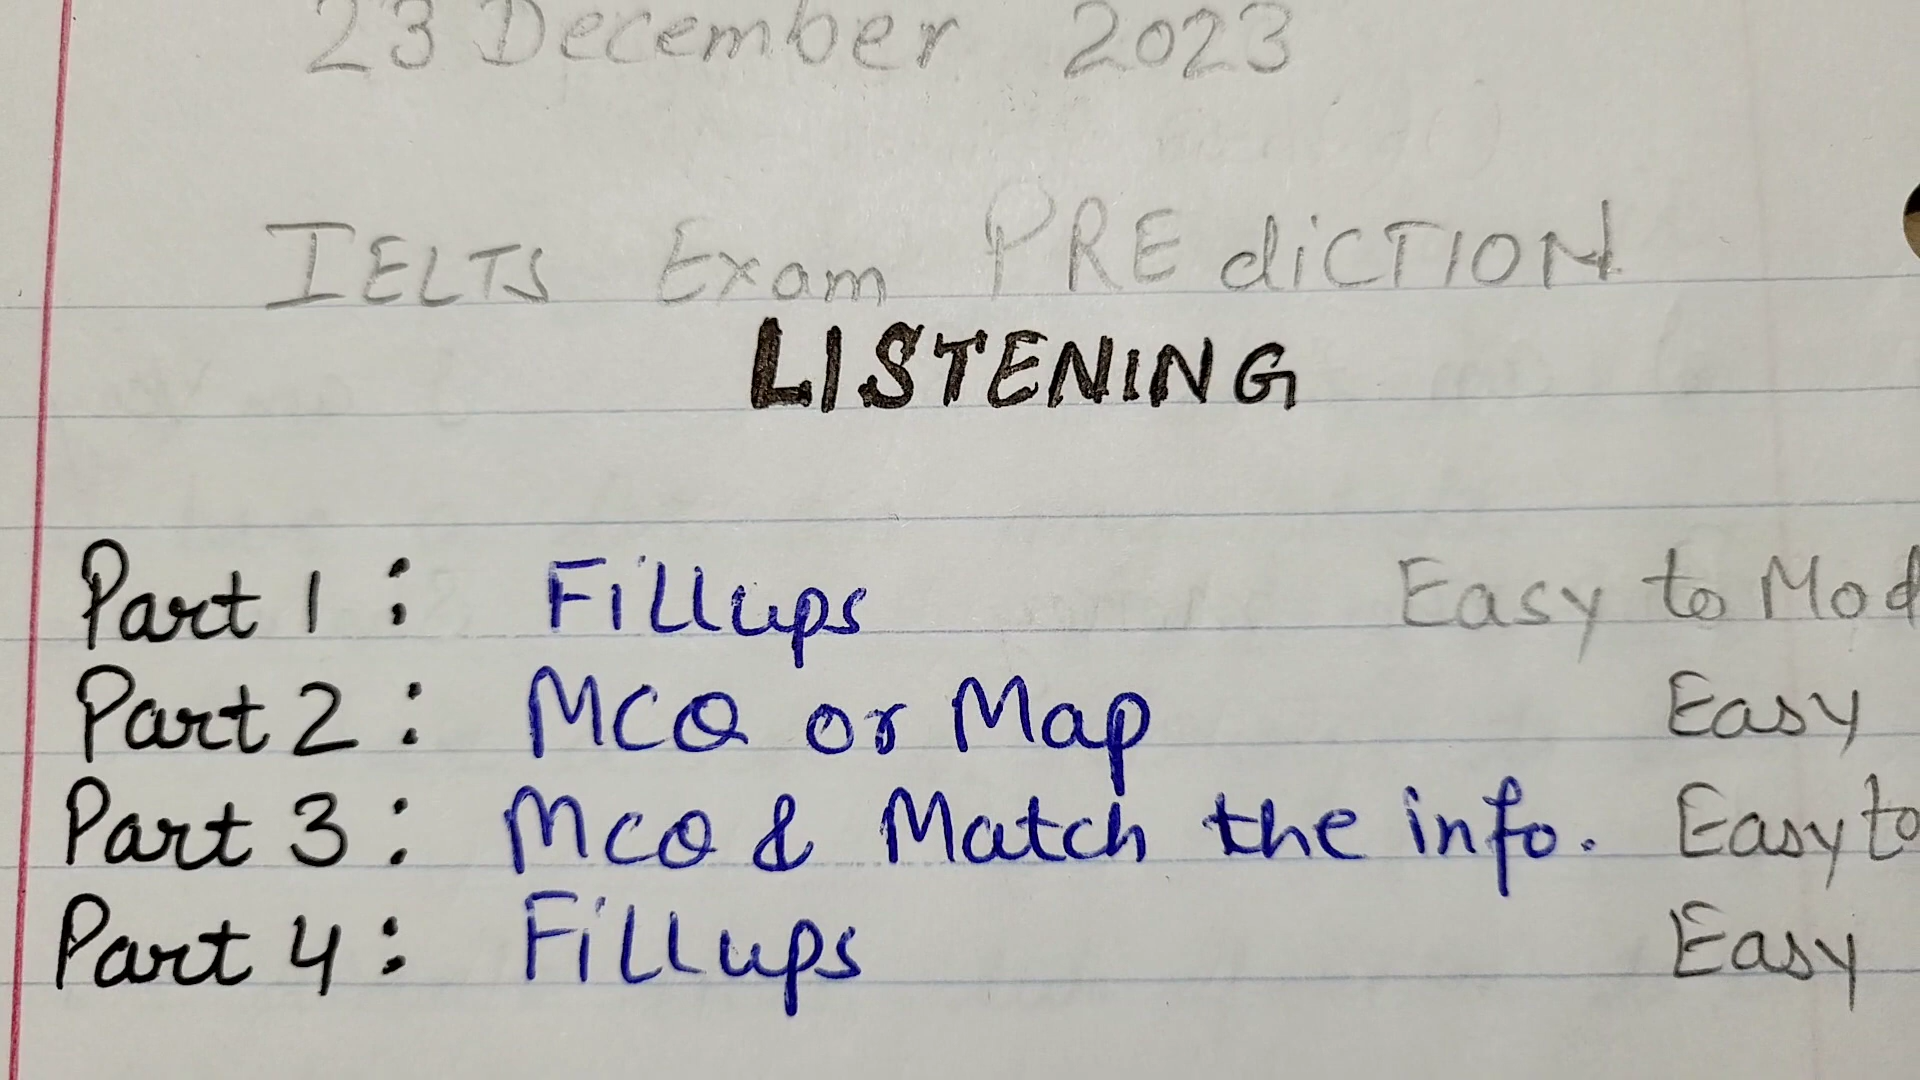 23 December 2023
IELTS Exam PREdiCTION
LISTENING
Part 1 : Fillups Easy to Mod
Part 2 : MCQ or Map Easy
Part 3 : MCQ & Match the info. Easy to
Part 4 : Fillups Easy